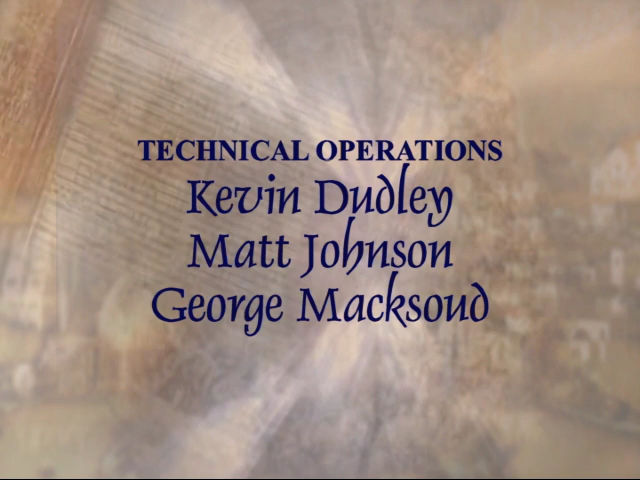 TECHNICAL OPERATIONS
Kevin Dudley
Matt Johnson
George Macksoud